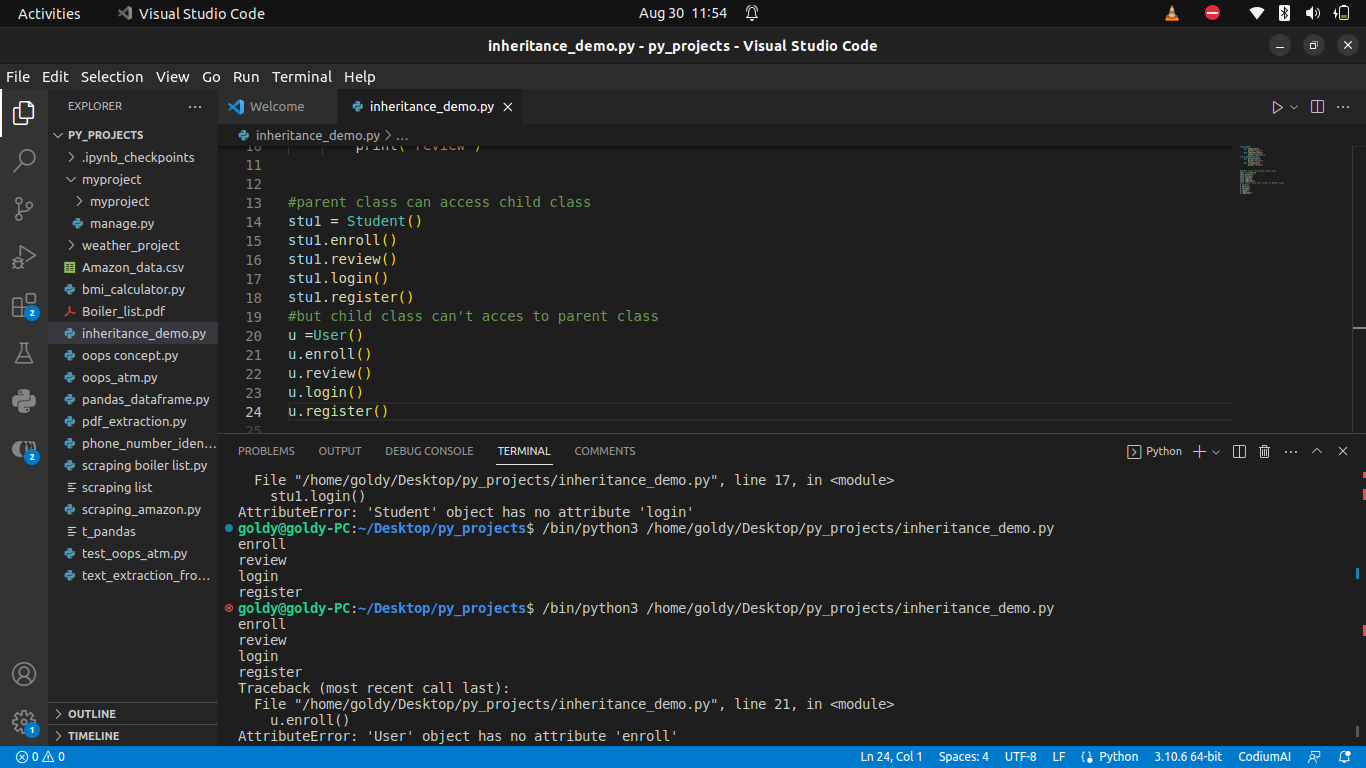 Activities
Visual Studio Code
Aug 30 11:54
inheritance_demo.py - py_projects - Visual Studio Code
File Edit Selection View Go Run Terminal Help
EXPLORER
PY_PROJECTS
.ipynb_checkpoints
myproject
myproject
manage.py
weather_project
Amazon_data.csv
bmi_calculator.py
Boiler_list.pdf
inheritance_demo.py
oops concept.py
oops_atm.py
pandas_dataframe.py
pdf_extraction.py
phone_number_iden...
scraping boiler list.py
scraping list
scraping_amazon.py
t_pandas
test_oops_atm.py
text_extraction_fro...
OUTLINE
TIMELINE
2
2
1
Welcome
inheritance_demo.py
inheritance_demo.py > ...
10 print("review")
11
12
13 #parent class can access child class
14 stu1 = Student()
15 stu1.enroll()
16 stu1.review()
17 stu1.login()
18 stu1.register()
19 #but child class can't acces to parent class
20 u =User()
21 u.enroll()
22 u.review()
23 u.login()
24 u.register()
25
PROBLEMS OUTPUT DEBUG CONSOLE TERMINAL COMMENTS
Python
File "/home/goldy/Desktop/py_projects/inheritance_demo.py", line 17, in <module>
stu1.login()
AttributeError: 'Student' object has no attribute 'login'
goldy@goldy-PC:~/Desktop/py_projects$ /bin/python3 /home/goldy/Desktop/py_projects/inheritance_demo.py
enroll
review
login
register
goldy@goldy-PC:~/Desktop/py_projects$ /bin/python3 /home/goldy/Desktop/py_projects/inheritance_demo.py
enroll
review
login
register
Traceback (most recent call last):
File "/home/goldy/Desktop/py_projects/inheritance_demo.py", line 21, in <module>
u.enroll()
AttributeError: 'User' object has no attribute 'enroll'
0 0
Ln 24, Col 1
Spaces: 4
UTF-8
LF
Python
3.10.6 64-bit
CodiumAI